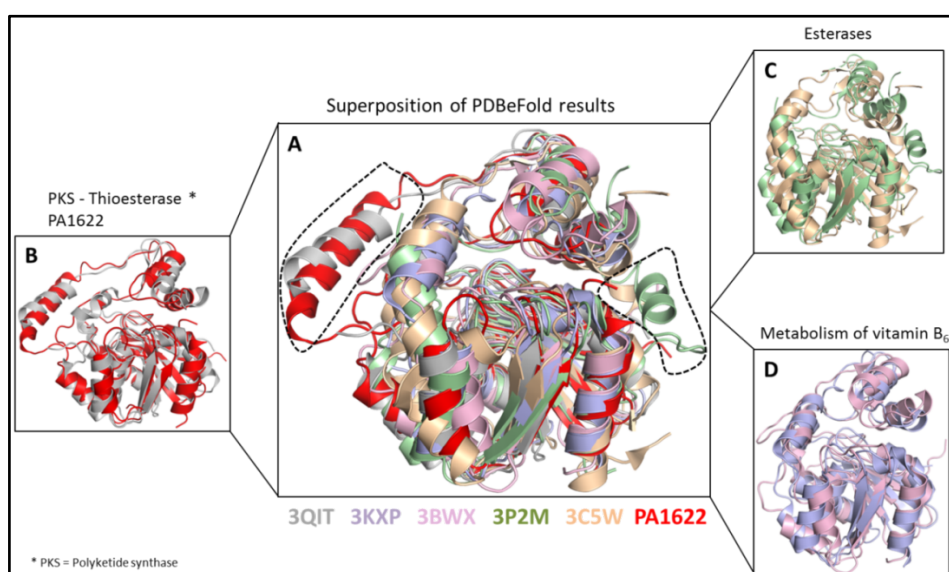 Esterases
Superposition of PDBeFold results
A
C
PKS - Thioesterase *
PA1622
B
Metabolism of vitamin B₆
D
3QIT 3KXP 3BWX 3P2M 3C5W PA1622
* PKS = Polyketide synthase